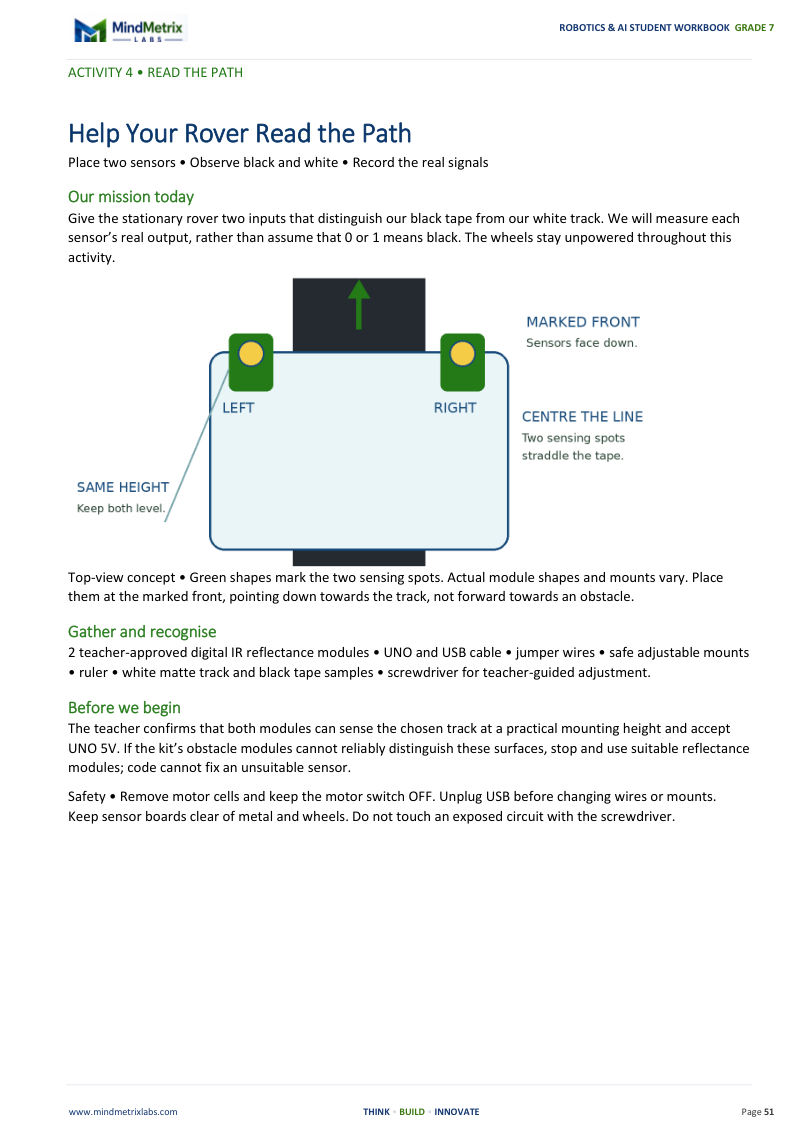 MindMetrix
LABS
ROBOTICS & AI STUDENT WORKBOOK GRADE 7
ACTIVITY 4 • READ THE PATH
Help Your Rover Read the Path
Place two sensors • Observe black and white • Record the real signals
Our mission today
Give the stationary rover two inputs that distinguish our black tape from our white track. We will measure each
sensor’s real output, rather than assume that 0 or 1 means black. The wheels stay unpowered throughout this
activity.
MARKED FRONT
Sensors face down.
LEFT
RIGHT
CENTRE THE LINE
Two sensing spots
straddle the tape.
SAME HEIGHT
Keep both level.
Top-view concept • Green shapes mark the two sensing spots. Actual module shapes and mounts vary. Place
them at the marked front, pointing down towards the track, not forward towards an obstacle.
Gather and recognise
2 teacher-approved digital IR reflectance modules • UNO and USB cable • jumper wires • safe adjustable mounts
• ruler • white matte track and black tape samples • screwdriver for teacher-guided adjustment.
Before we begin
The teacher confirms that both modules can sense the chosen track at a practical mounting height and accept
UNO 5V. If the kit’s obstacle modules cannot reliably distinguish these surfaces, stop and use suitable reflectance
modules; code cannot fix an unsuitable sensor.
Safety • Remove motor cells and keep the motor switch OFF. Unplug USB before changing wires or mounts.
Keep sensor boards clear of metal and wheels. Do not touch an exposed circuit with the screwdriver.
www.mindmetrixlabs.com
THINK • BUILD • INNOVATE
Page 51